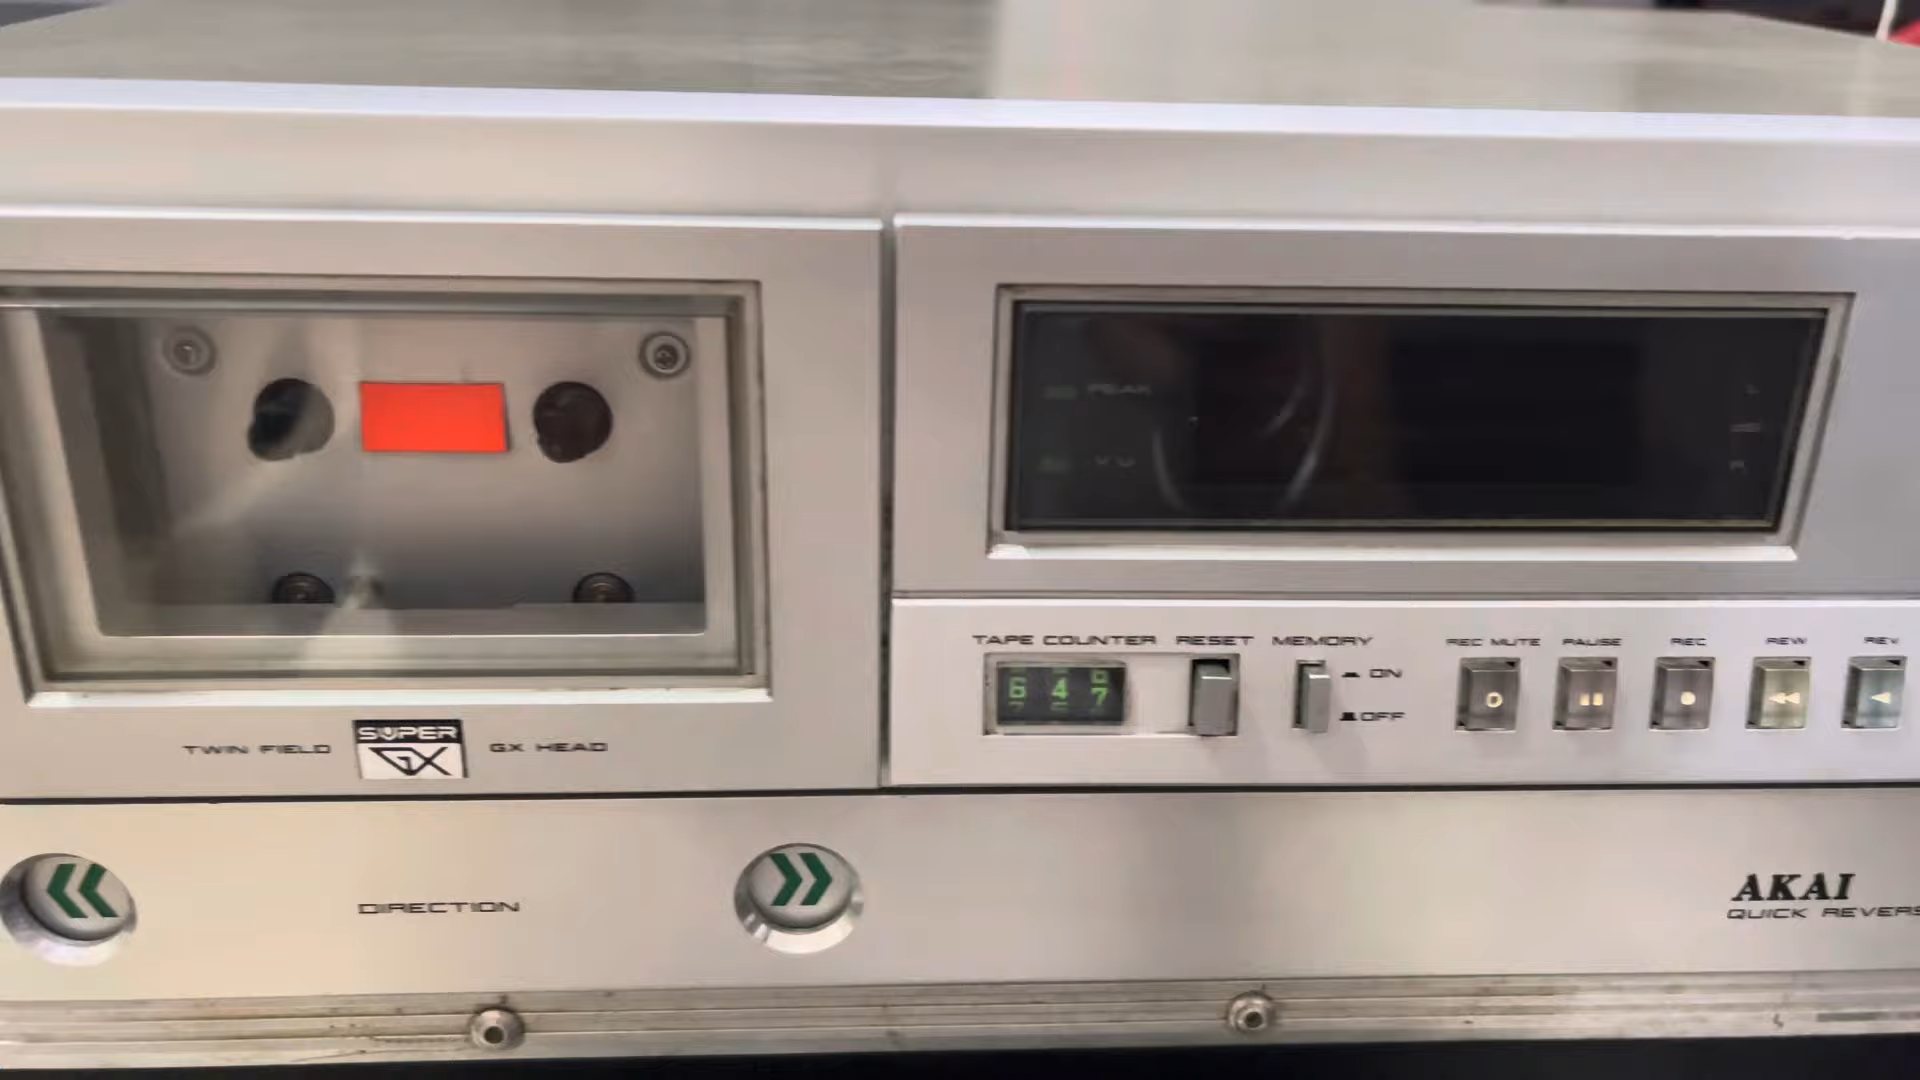 PEAK
VU
TAPE COUNTER RESET MEMORY
REC MUTE PAUSE REC REW REV
ON
OFF
6 4 7
TWIN FIELD SUPER GX GX HEAD
DIRECTION
AKAI
QUICK REVERS